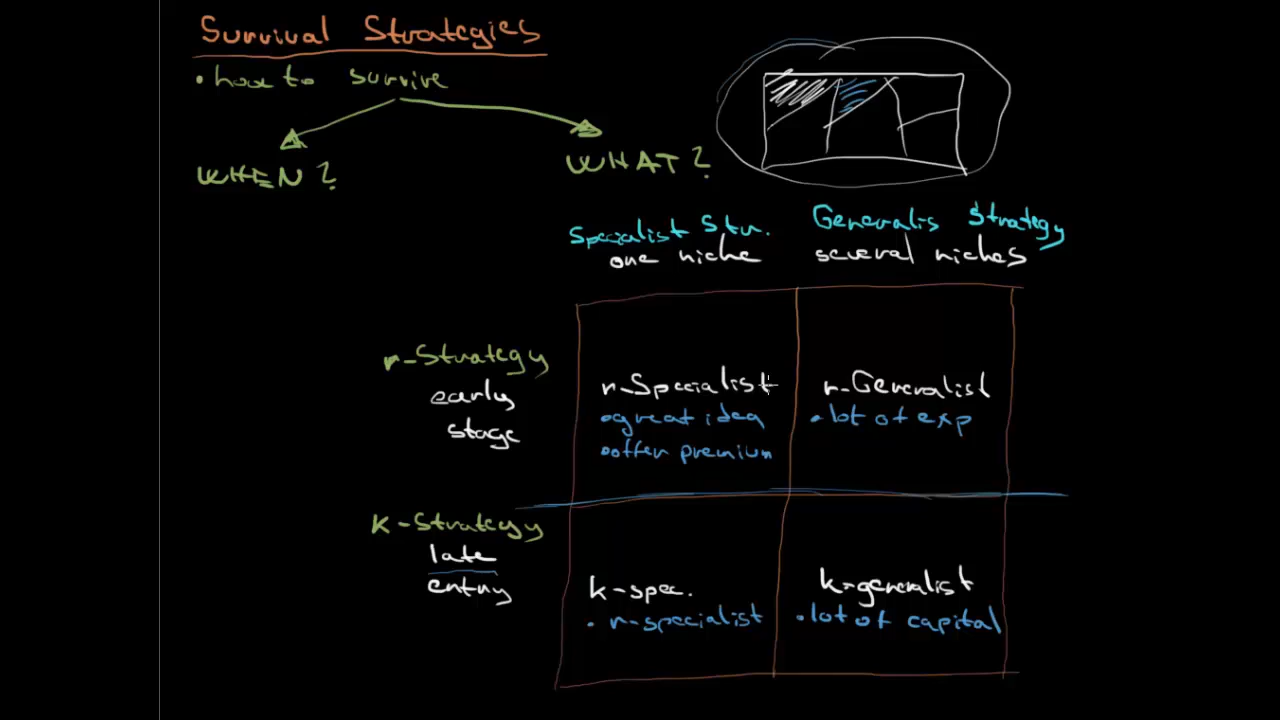 Survival Strategies
• how to survive
WHEN?
WHAT?
Specialist Str.
one niche
Generalis Strategy
several niches
r-Strategy
early
stage
r-Specialist
• great idea
• offer premium
r-Generalist
• lot of exp
K-Strategy
late
entry
k-spec.
• r-specialist
k-generalist
• lot of capital